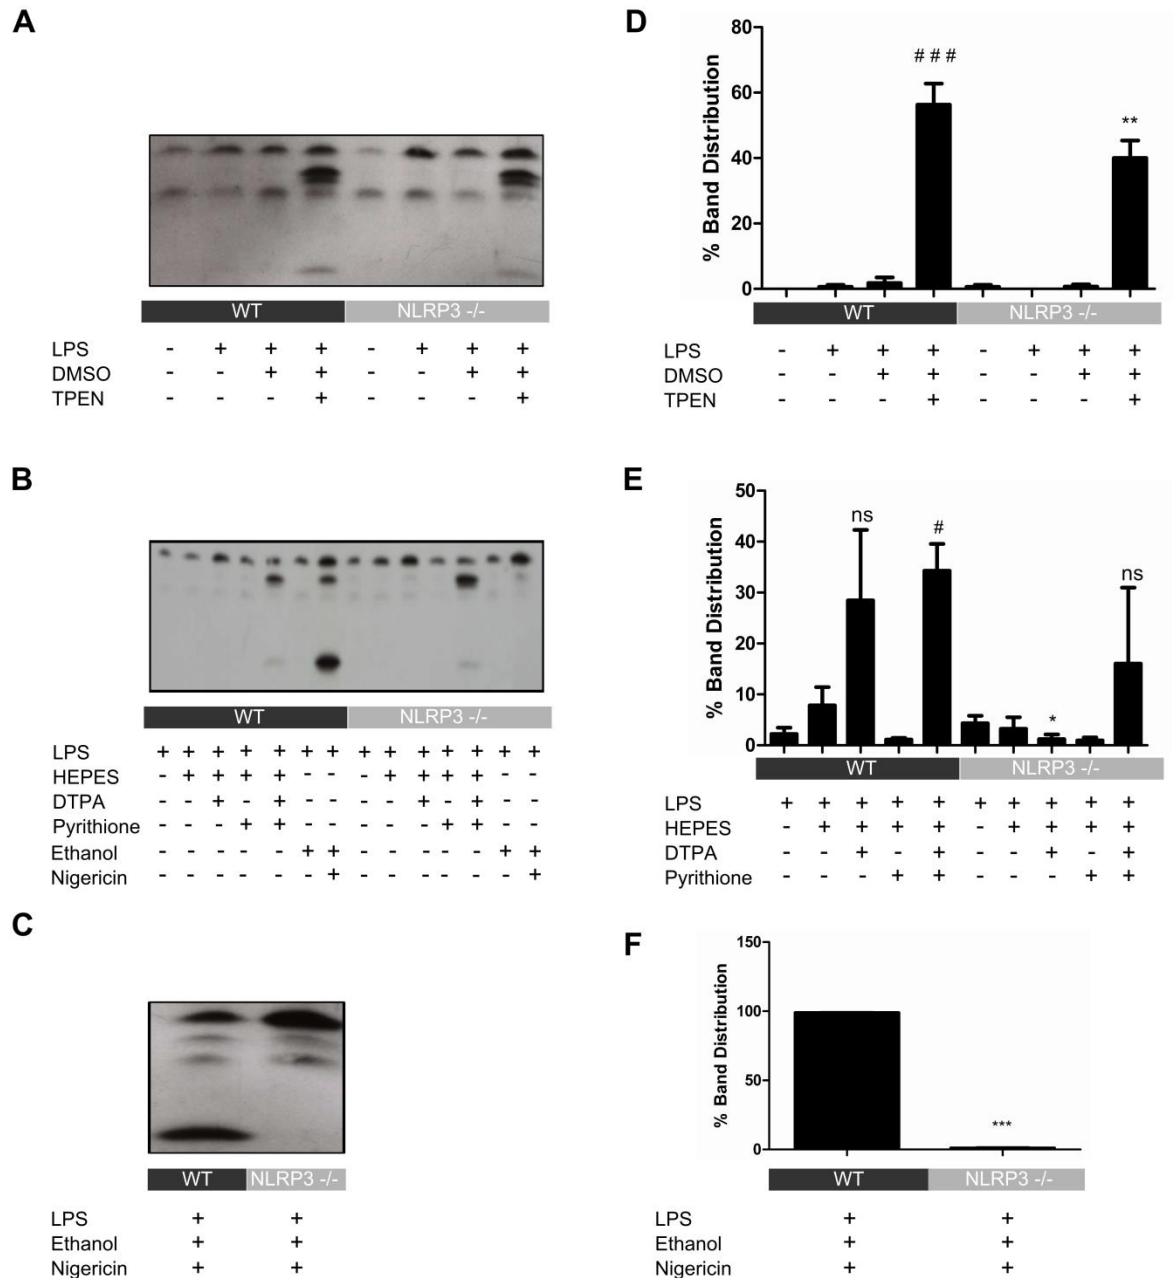 A
WT NLRP3 -/-
LPS - + + + - + + +
DMSO - - + + - - + +
TPEN - - - + - - - +
D
% Band Distribution
80
60
40
20
0
# # #
**
WT NLRP3 -/-
LPS - + + + - + + +
DMSO - - + + - - + +
TPEN - - - + - - - +
B
WT NLRP3 -/-
LPS + + + + + + + + + + + + + +
HEPES - + + + + - - - + + + + - -
DTPA - - + - + - - - - + - + - -
Pyrithione - - - + + - - - - - + + - -
Ethanol - - - - - + + - - - - - + +
Nigericin - - - - - - + - - - - - - +
E
% Band Distribution
50
40
30
20
10
0
ns
#
*
ns
WT NLRP3 -/-
LPS + + + + + + + + + +
HEPES - + + + + - + + + +
DTPA - - + - + - - + - +
Pyrithione - - - + + - - - + +
C
WT NLRP3 -/-
LPS + +
Ethanol + +
Nigericin + +
F
% Band Distribution
150
100
50
0
***
WT NLRP3 -/-
LPS + +
Ethanol + +
Nigericin + +